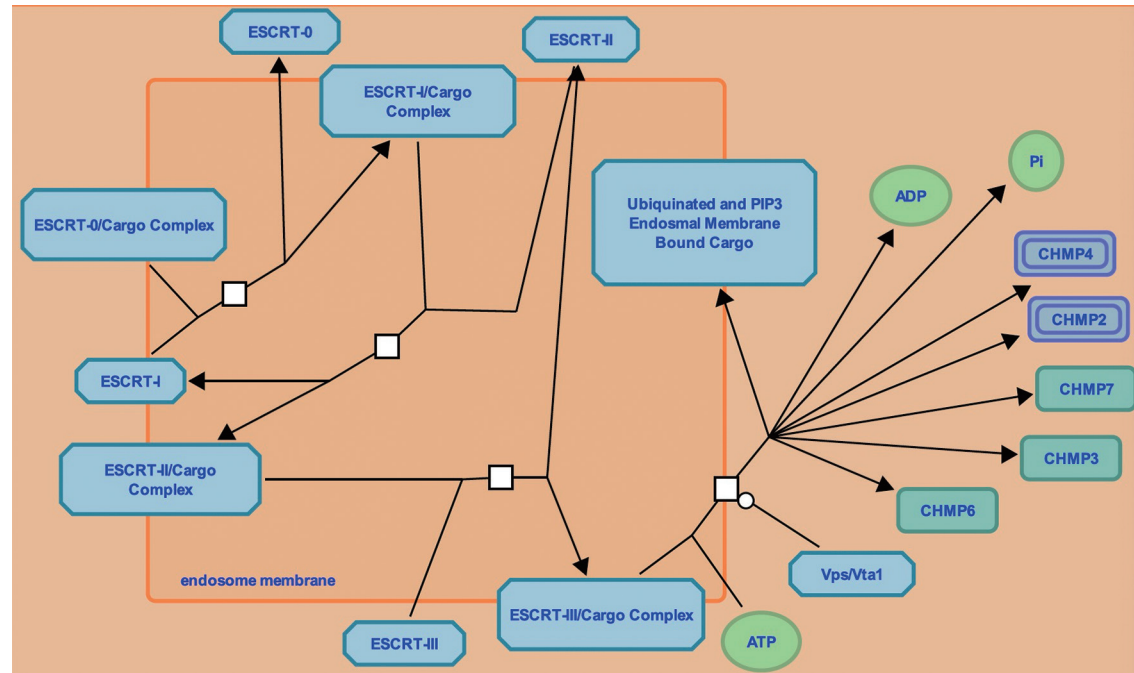 ESCRT-0
ESCRT-II
ESCRT-I/Cargo
Complex
Pi
ADP
ESCRT-0/Cargo Complex
Ubiquinated and PIP3
Endosmal Membrane
Bound Cargo
CHMP4
CHMP2
ESCRT-I
CHMP7
CHMP3
ESCRT-II/Cargo
Complex
CHMP6
endosome membrane
Vps/Vta1
ESCRT-III/Cargo Complex
ESCRT-III
ATP